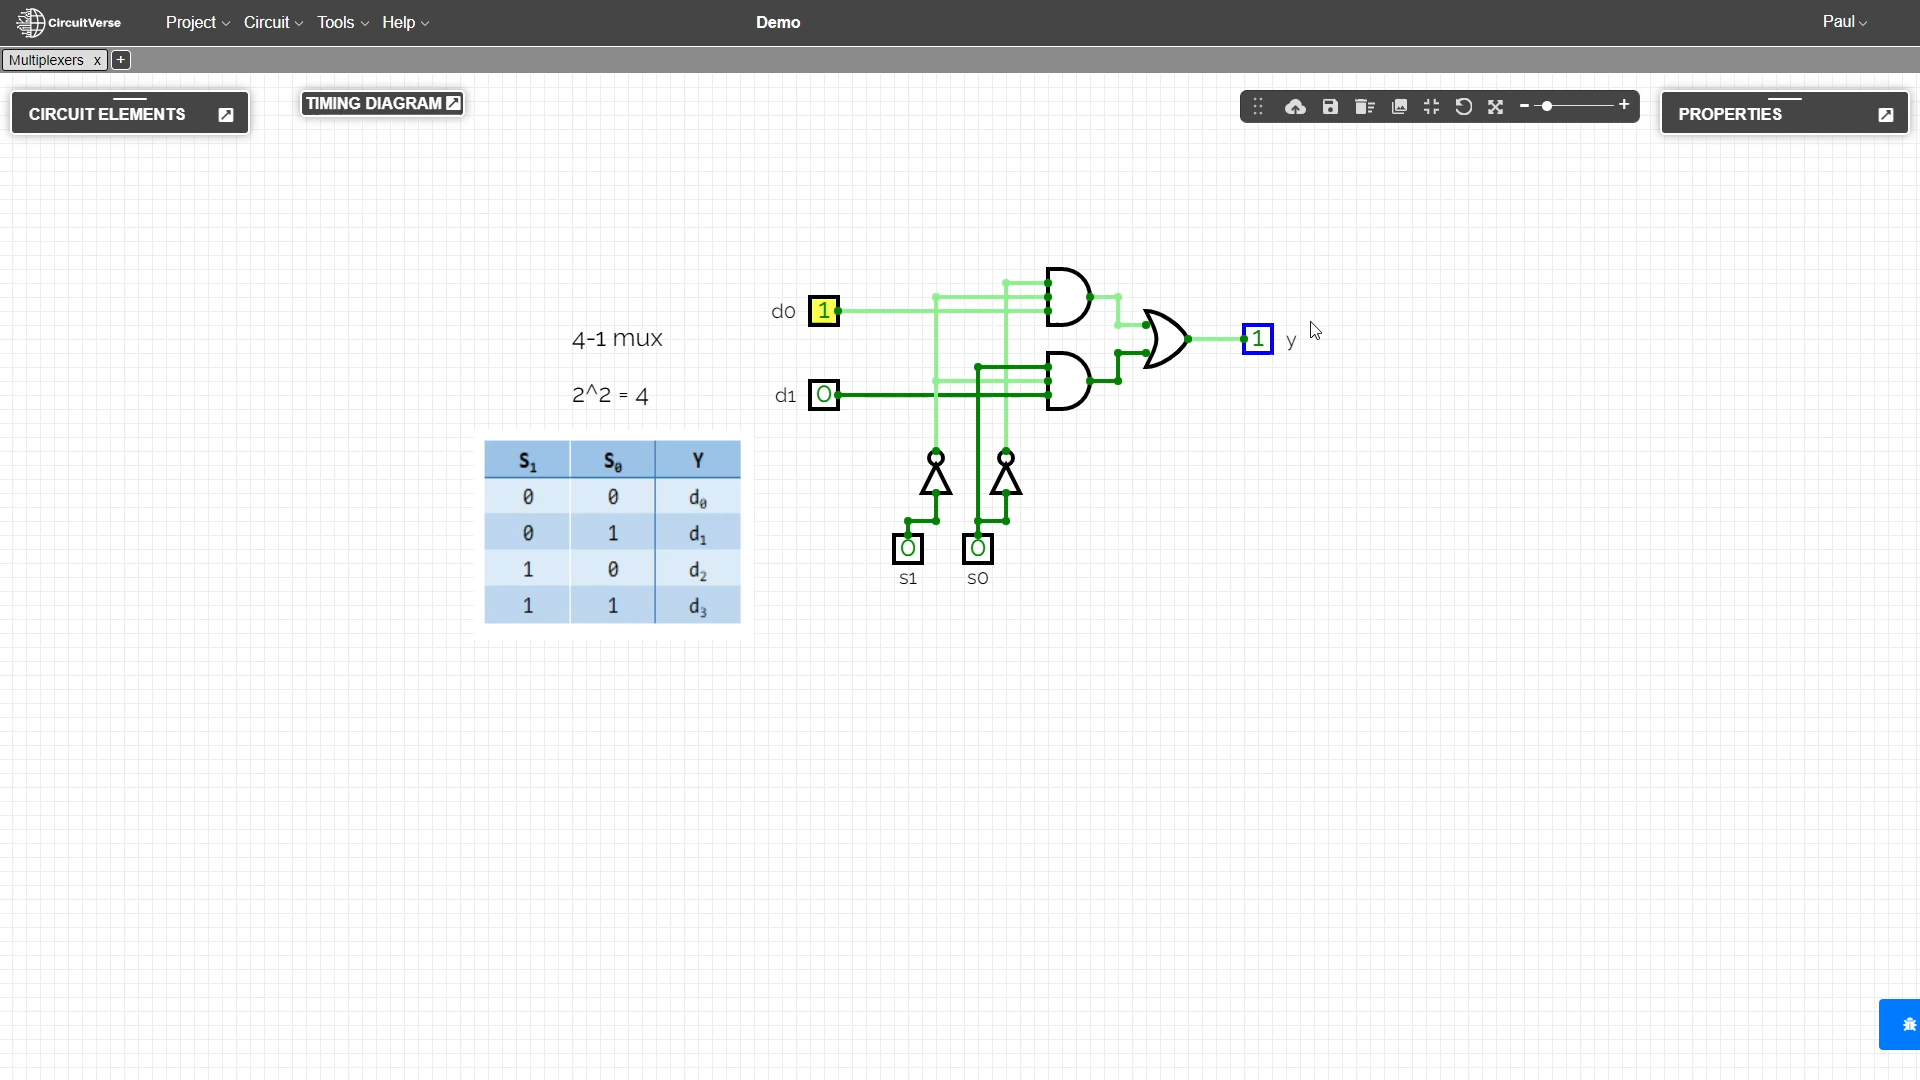 CircuitVerse
Project Circuit Tools Help
Demo
Paul
Multiplexers x +
CIRCUIT ELEMENTS
TIMING DIAGRAM
PROPERTIES
4-1 mux
2^2 = 4
S₁ S₀ Y
0 0 d₀
0 1 d₁
1 0 d₂
1 1 d₃
d0 1
d1 0
1 y
0 0
s1 s0